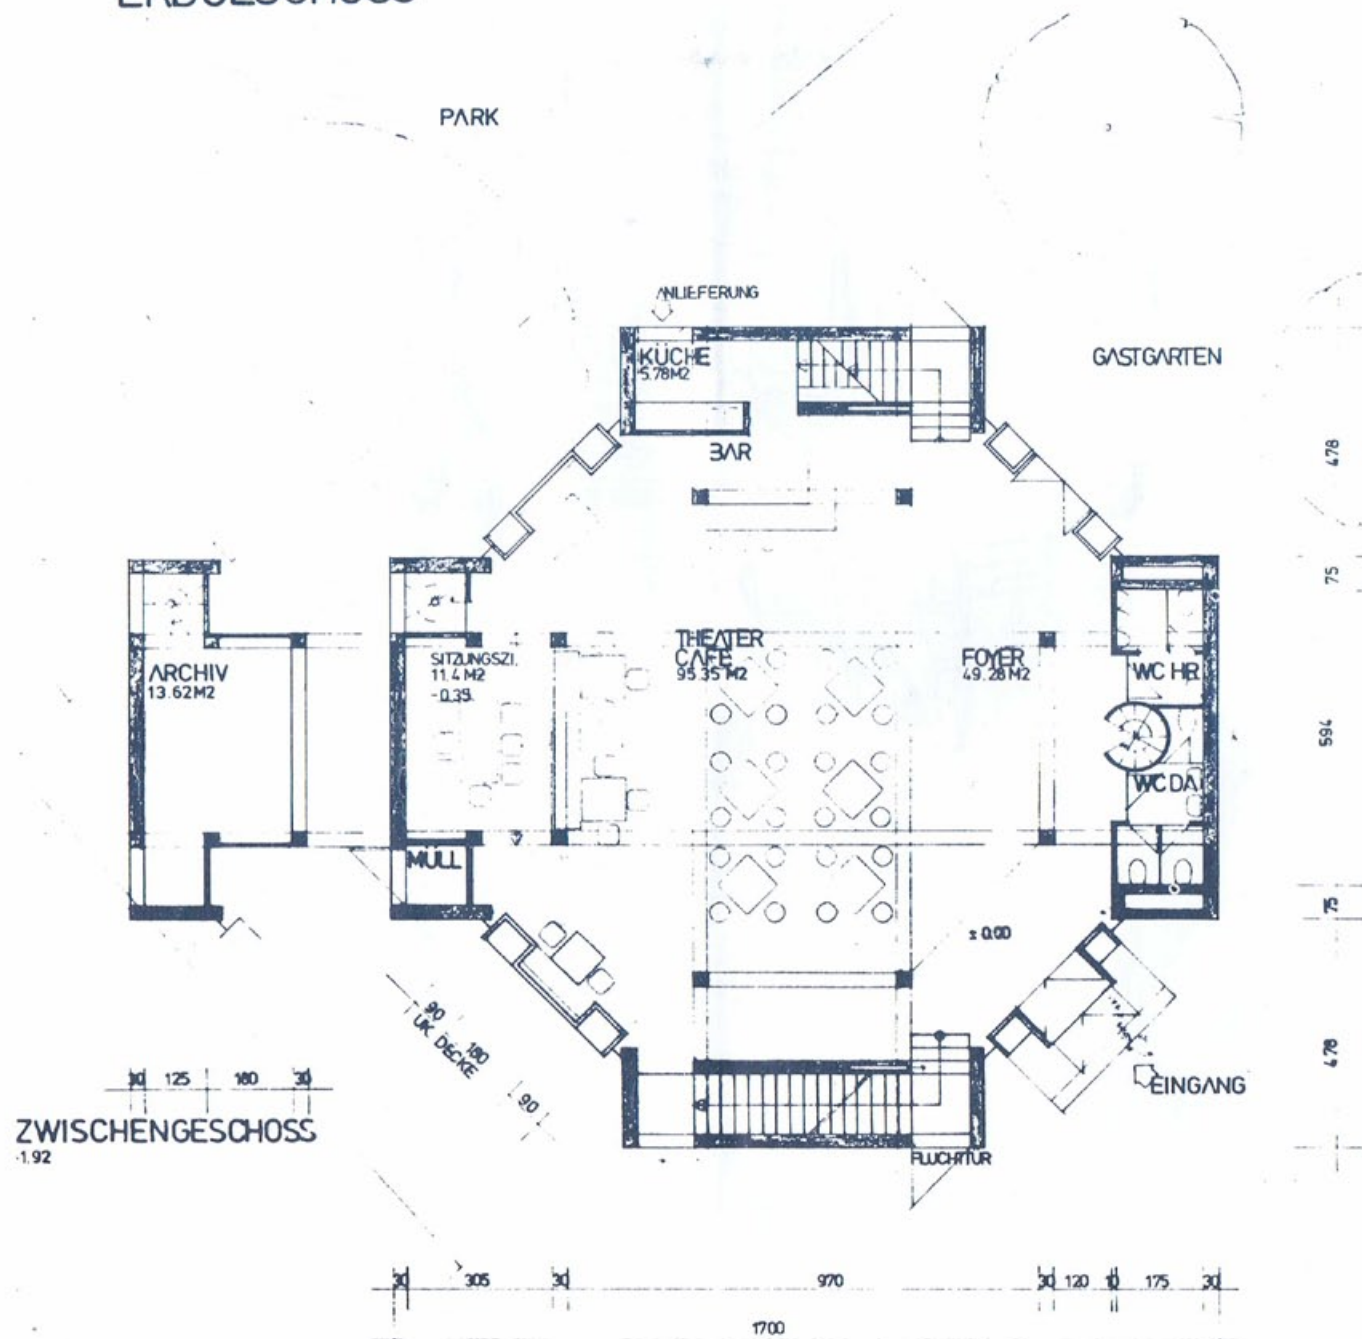 ERDGESCHOSS
PARK
ANLIEFERUNG
KÜCHE
5.78M2
GASTGARTEN
BAR
478
75
ARCHIV
13.62M2
SITZUNGSZI.
11.4 M2
-0.35
THEATER
CAFE
95.35 M2
FOYER
49.28M2
WC HR
594
WC DA
MÜLL
75
± 0.00
90
180
UK DECKE
90
478
EINGANG
30 125 180 30
ZWISCHENGESCHOSS
-1.92
FLUCHTTÜR
30 305 30 970 30 120 10 175 30
1700